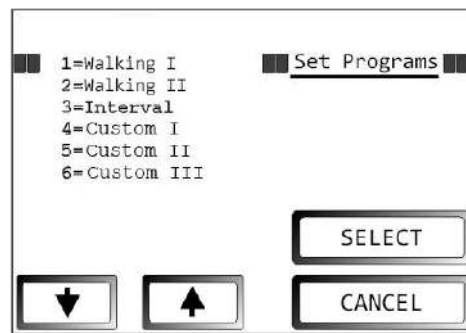 1=Walking I
Set Programs
2=Walking II
3=Interval
4=Custom I
5=Custom II
6=Custom III
SELECT
CANCEL